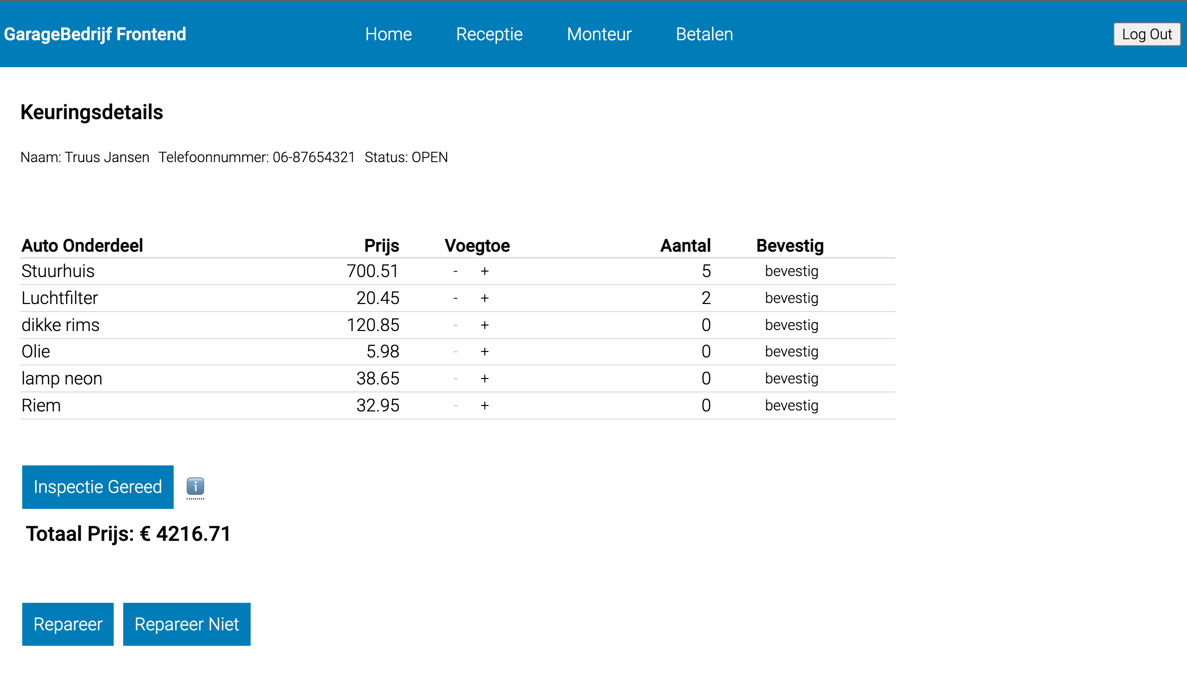 GarageBedrijf Frontend Home Receptie Monteur Betalen Log Out
Keuringsdetails
Naam: Truus Jansen Telefoonnummer: 06-87654321 Status: OPEN
Auto Onderdeel Prijs Voegtoe Aantal Bevestig
Stuurhuis 700.51 - + 5 bevestig
Luchtfilter 20.45 - + 2 bevestig
dikke rims 120.85 - + 0 bevestig
Olie 5.98 - + 0 bevestig
lamp neon 38.65 - + 0 bevestig
Riem 32.95 - + 0 bevestig
Inspectie Gereed i
Totaal Prijs: € 4216.71
Repareer Repareer Niet